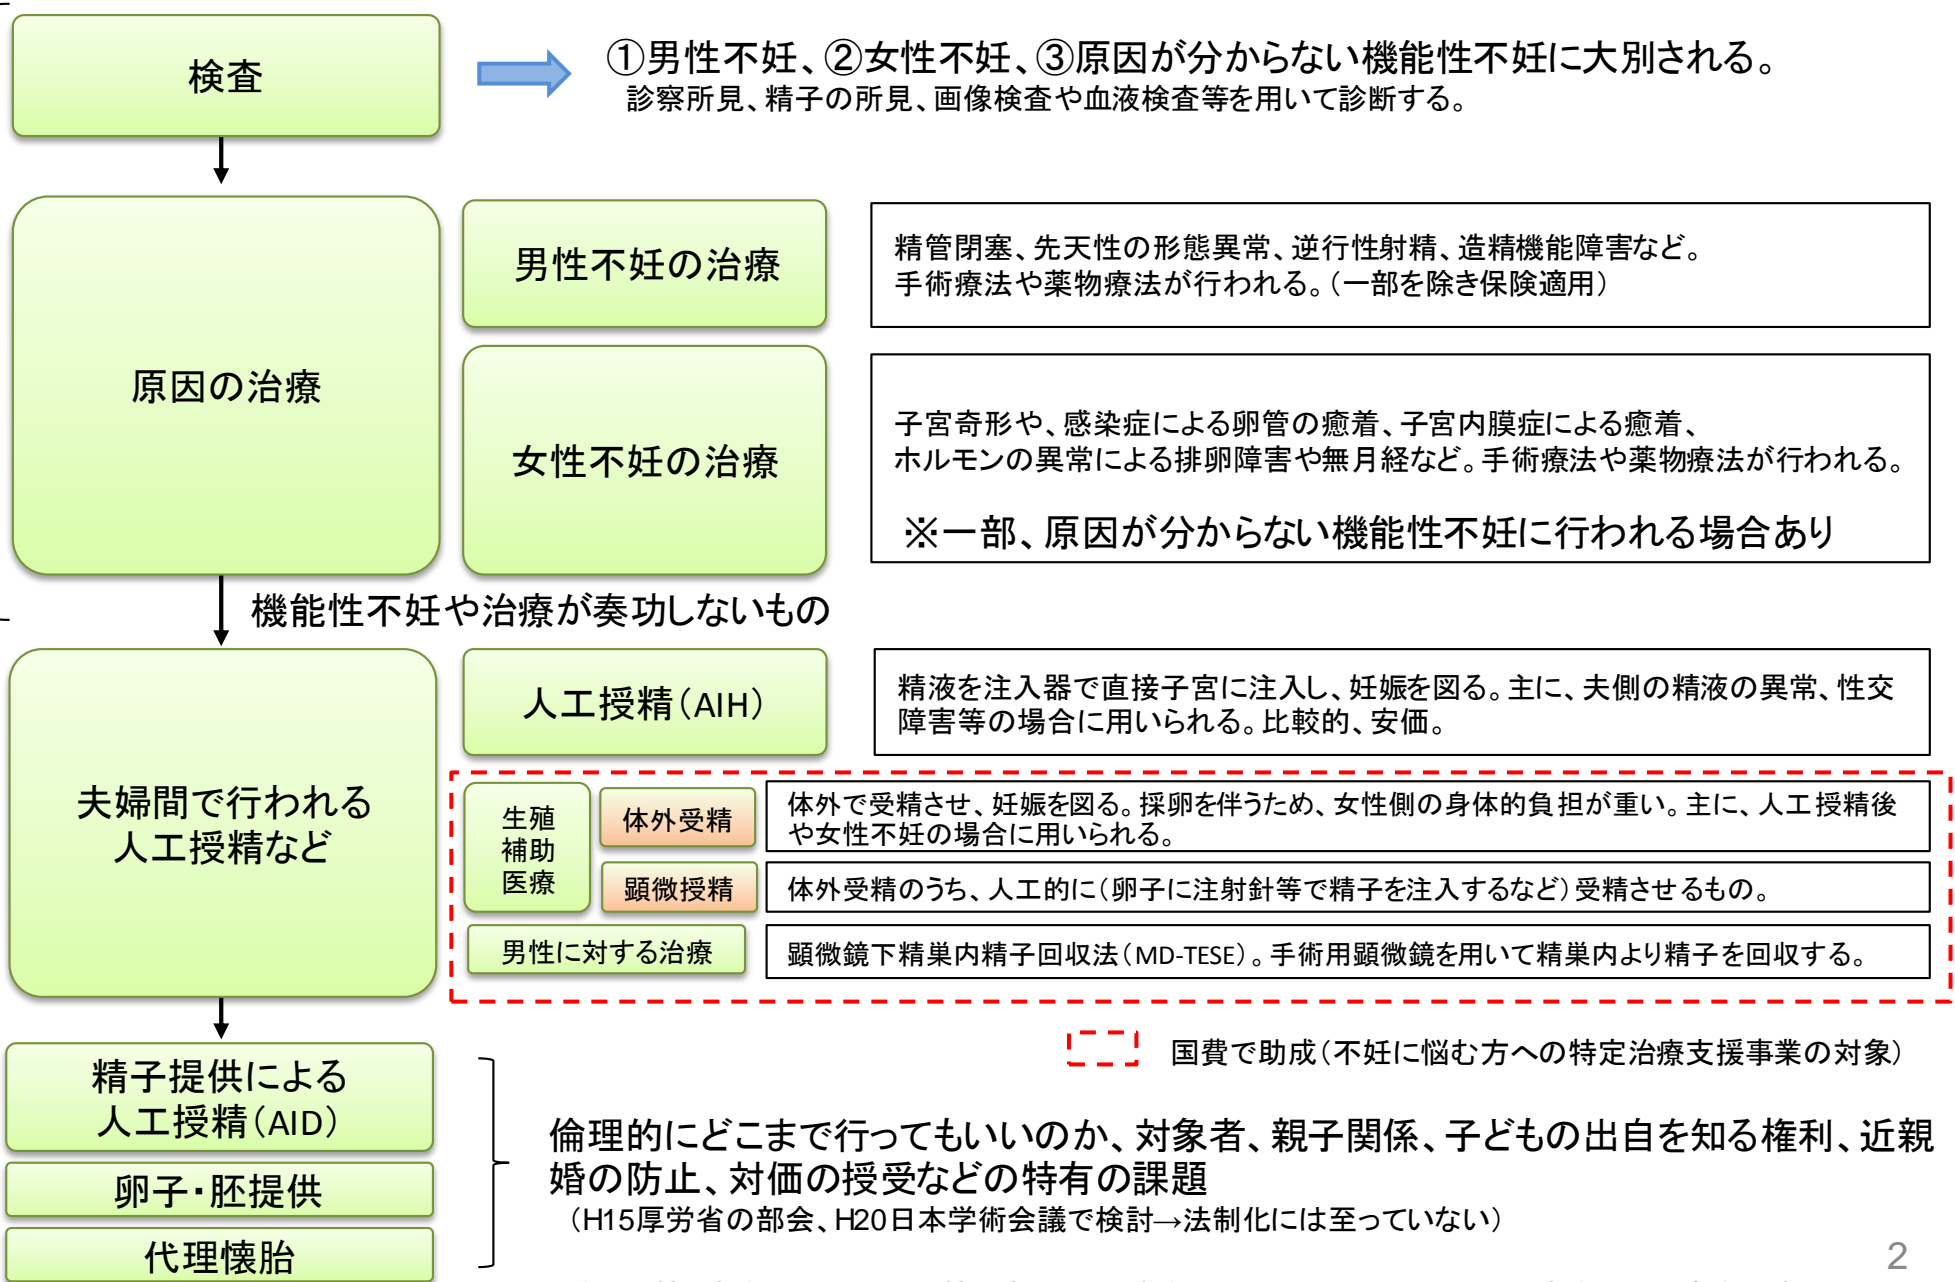 検査
①男性不妊、②女性不妊、③原因が分からない機能性不妊に大別される。
診察所見、精子の所見、画像検査や血液検査等を用いて診断する。
原因の治療
男性不妊の治療
精管閉塞、先天性の形態異常、逆行性射精、造精機能障害など。
手術療法や薬物療法が行われる。（一部を除き保険適用）
女性不妊の治療
子宮奇形や、感染症による卵管の癒着、子宮内膜症による癒着、
ホルモンの異常による排卵障害や無月経など。手術療法や薬物療法が行われる。
※一部、原因が分からない機能性不妊に行われる場合あり
機能性不妊や治療が奏功しないもの
夫婦間で行われる
人工授精など
人工授精（AIH）
精液を注入器で直接子宮に注入し、妊娠を図る。主に、夫側の精液の異常、性交
障害等の場合に用いられる。比較的、安価。
生殖
補助
医療
体外受精
体外で受精させ、妊娠を図る。採卵を伴うため、女性側の身体的負担が重い。主に、人工授精後
や女性不妊の場合に用いられる。
顕微授精
体外受精のうち、人工的に（卵子に注射針等で精子を注入するなど）受精させるもの。
男性に対する治療
顕微鏡下精巣内精子回収法（MD-TESE）。手術用顕微鏡を用いて精巣内より精子を回収する。
国費で助成（不妊に悩む方への特定治療支援事業の対象）
精子提供による
人工授精（AID）
卵子・胚提供
代理懐胎
倫理的にどこまで行ってもいいのか、対象者、親子関係、子どもの出自を知る権利、近親
婚の防止、対価の授受などの特有の課題
（H15厚労省の部会、H20日本学術会議で検討→法制化には至っていない）
2